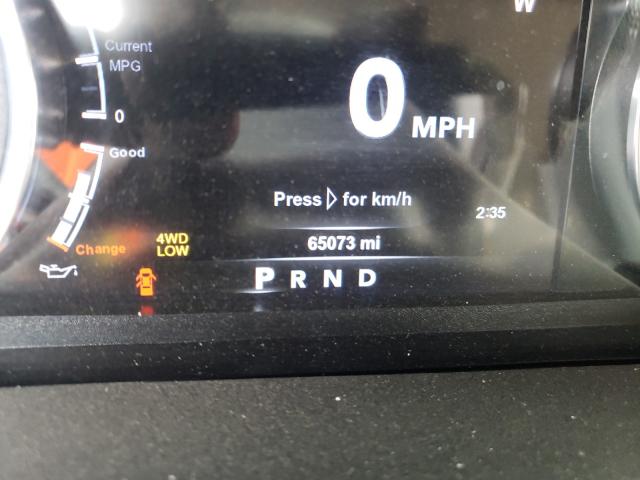 W
Current
MPG
0
0 MPH
Good
Press ▷ for km/h
2:35
Change
4WD
LOW
65073 mi
P R N D